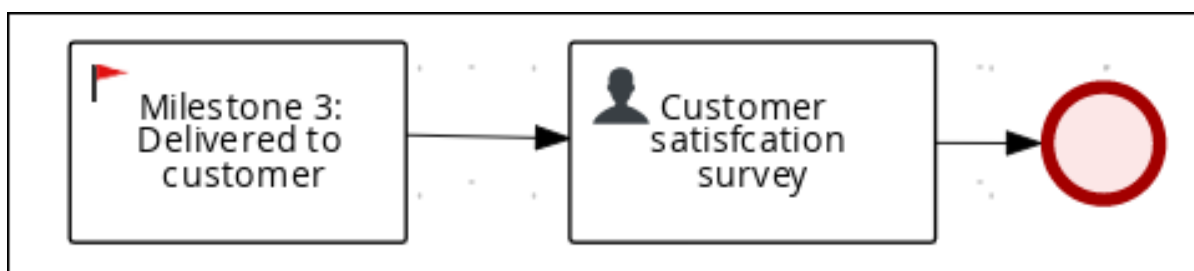 Milestone 3:
Delivered to
customer
Customer
satisfcation
survey